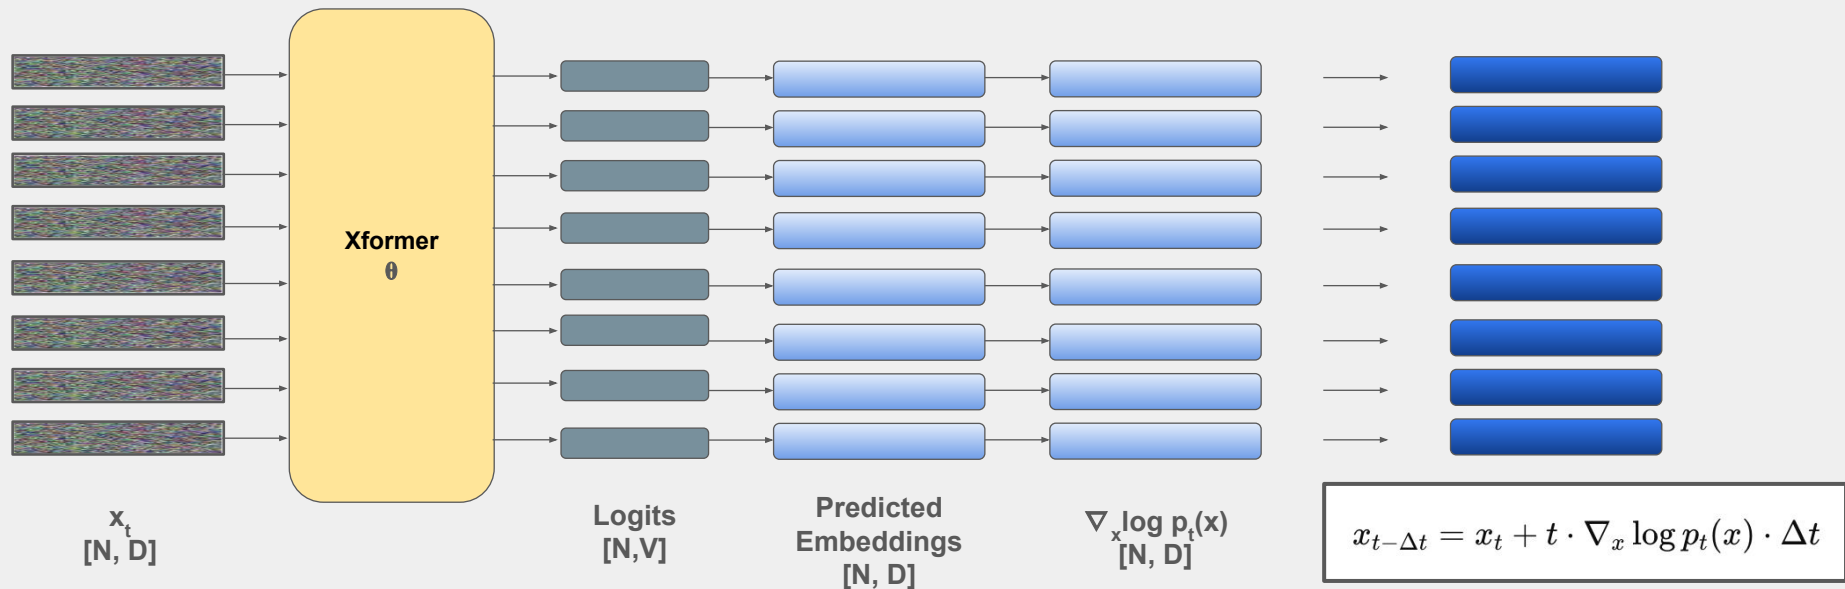 Xformer
θ
x_t
[N, D]
Logits
[N,V]
Predicted
Embeddings
[N, D]
∇_x log p_t(x)
[N, D]
x_{t−Δt} = x_t + t · ∇_x log p_t(x) · Δt